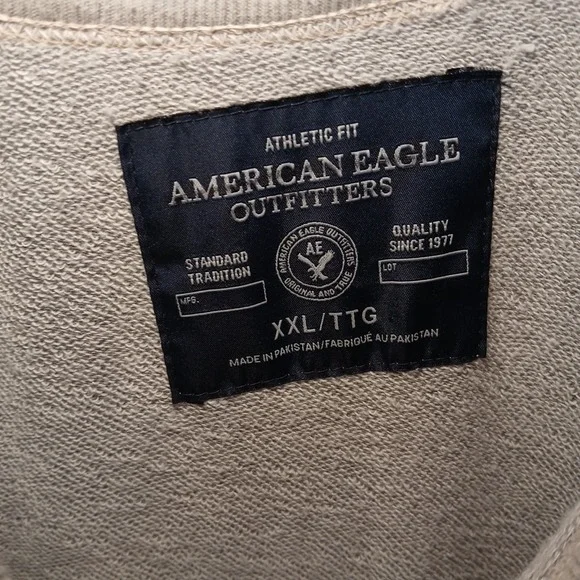 ATHLETIC FIT
AMERICAN EAGLE
OUTFITTERS
STANDARD
TRADITION
MFG.
AMERICAN EAGLE OUTFITTERS
AE
ORIGINAL AND TRUE
QUALITY
SINCE 1977
LOT
XXL/TTG
MADE IN PAKISTAN/FABRIQUÉ AU PAKISTAN